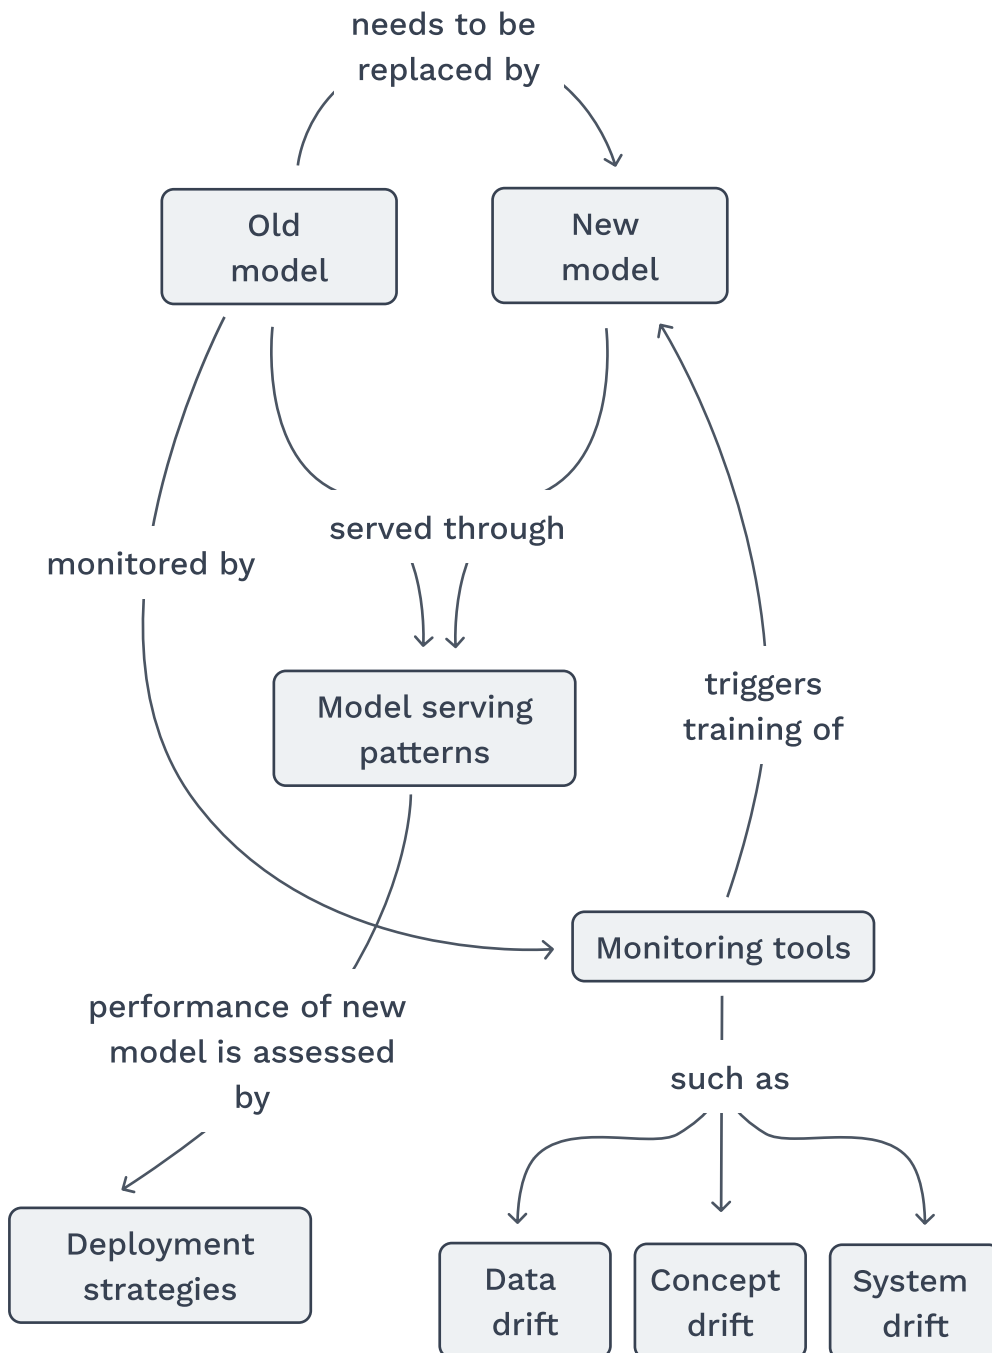 needs to be
replaced by
Old
model
New
model
served through
monitored by
Model serving
patterns
triggers
training of
Monitoring tools
performance of new
model is assessed
by
such as
Deployment
strategies
Data
drift
Concept
drift
System
drift